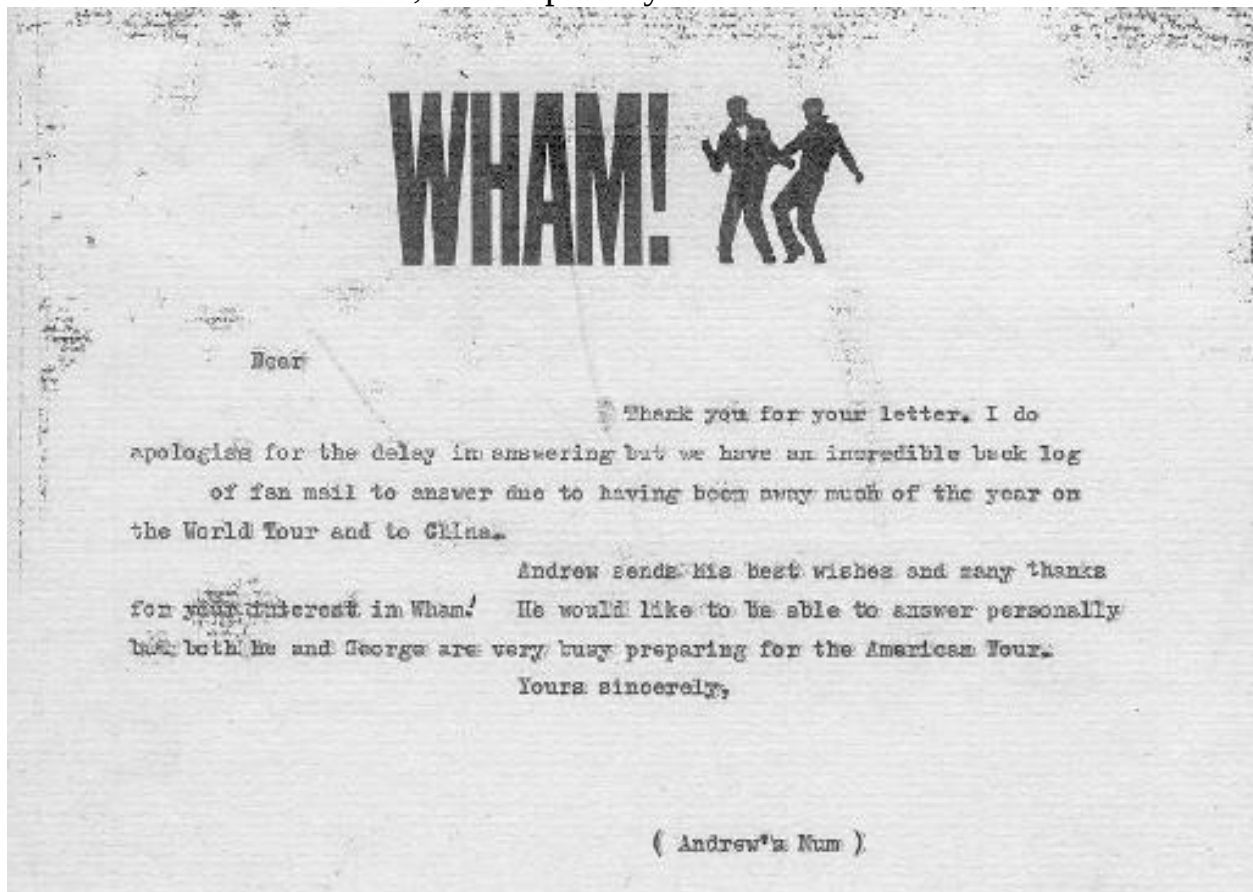 WHAM!
Dear
Thank you for your letter. I do
apologise for the delay in answering but we have an incredible back log
of fan mail to answer due to having been away much of the year on
the World Tour and to China.
Andrew sends his best wishes and many thanks
for your interest in Wham! He would like to be able to answer personally
but both he and George are very busy preparing for the American Tour.
Yours sincerely,
( Andrew's Mum )